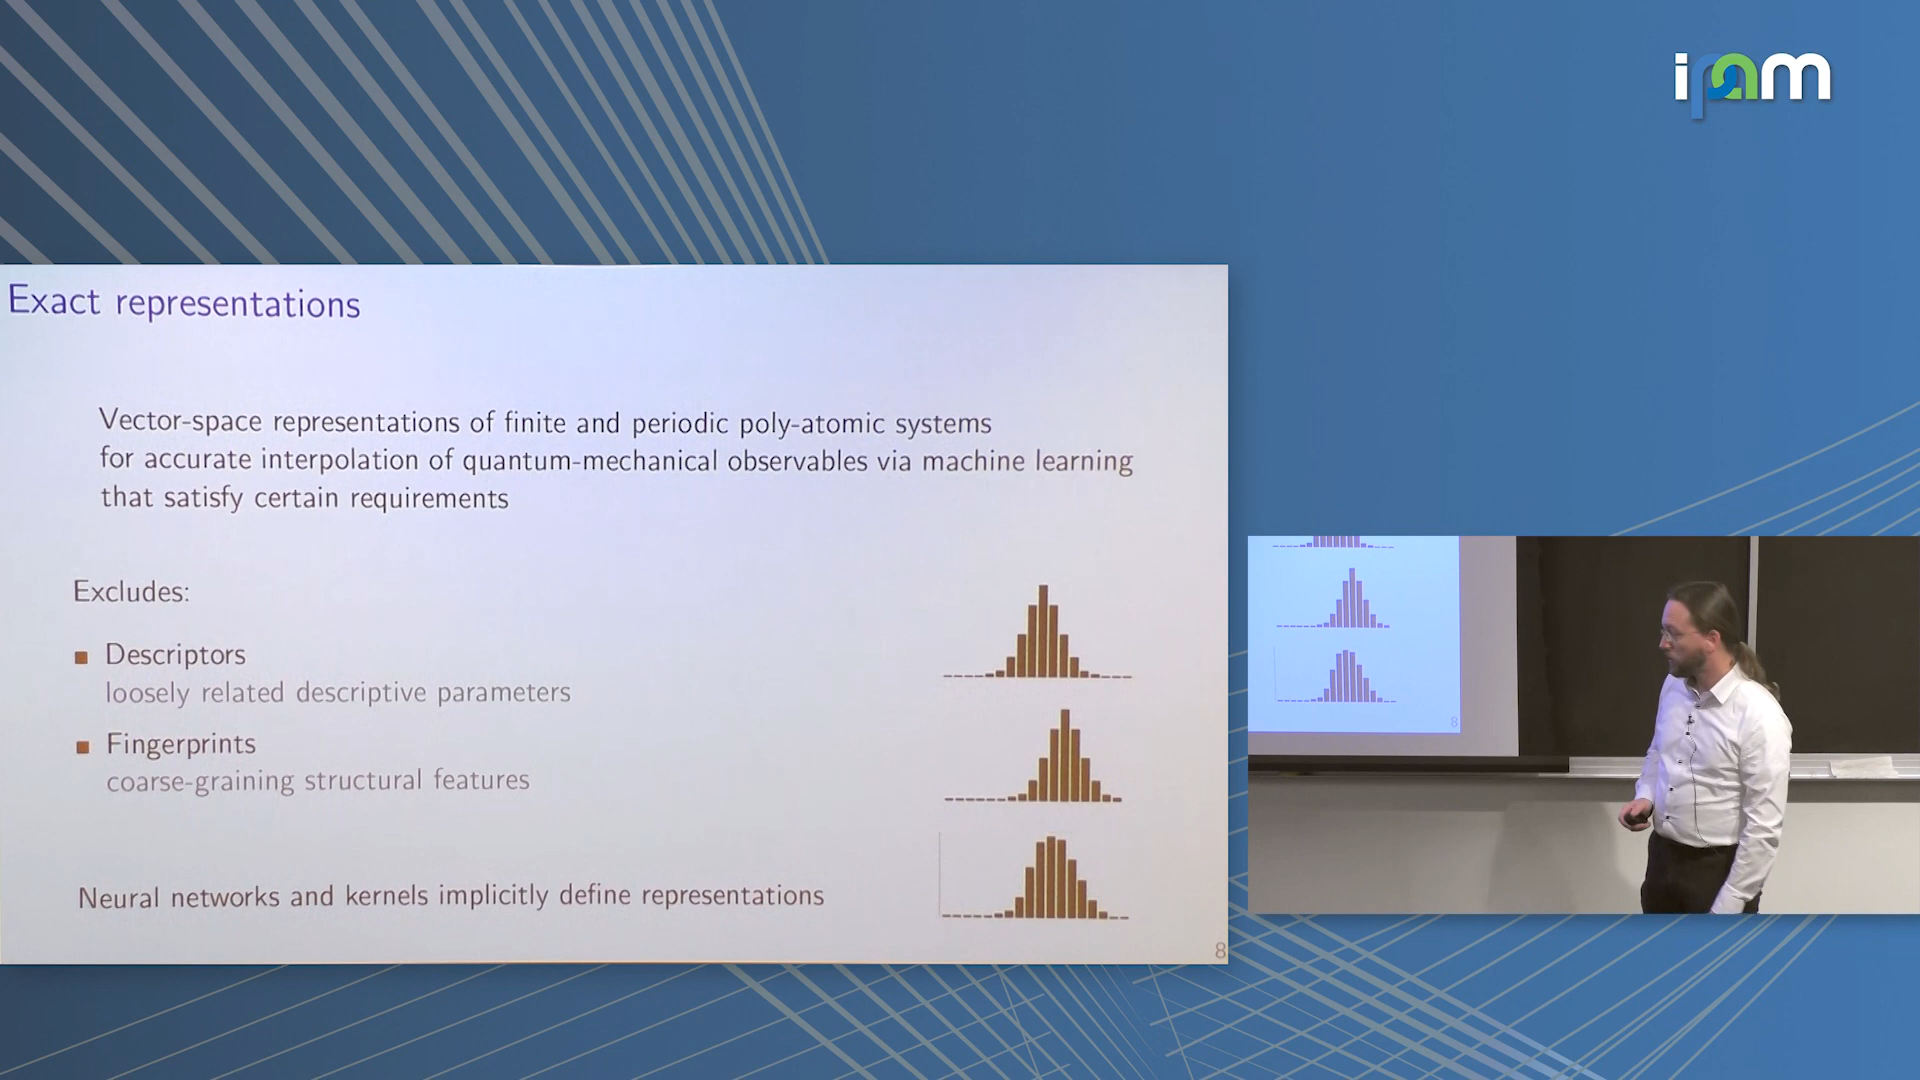 ipam
Exact representations
Vector-space representations of finite and periodic poly-atomic systems
for accurate interpolation of quantum-mechanical observables via machine learning
that satisfy certain requirements
Excludes:
Descriptors
loosely related descriptive parameters
Fingerprints
coarse-graining structural features
Neural networks and kernels implicitly define representations
8
8